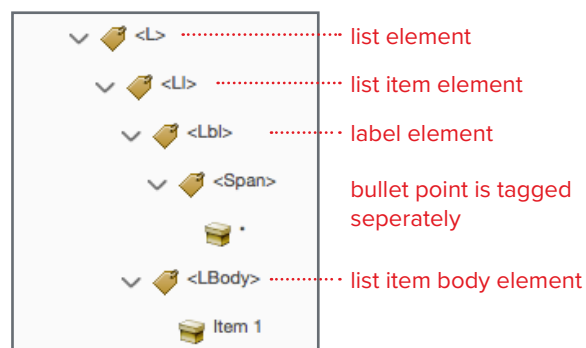 <L> list element
<LI> list item element
<Lbl> label element
<Span> bullet point is tagged
seperately
•
<LBody> list item body element
Item 1